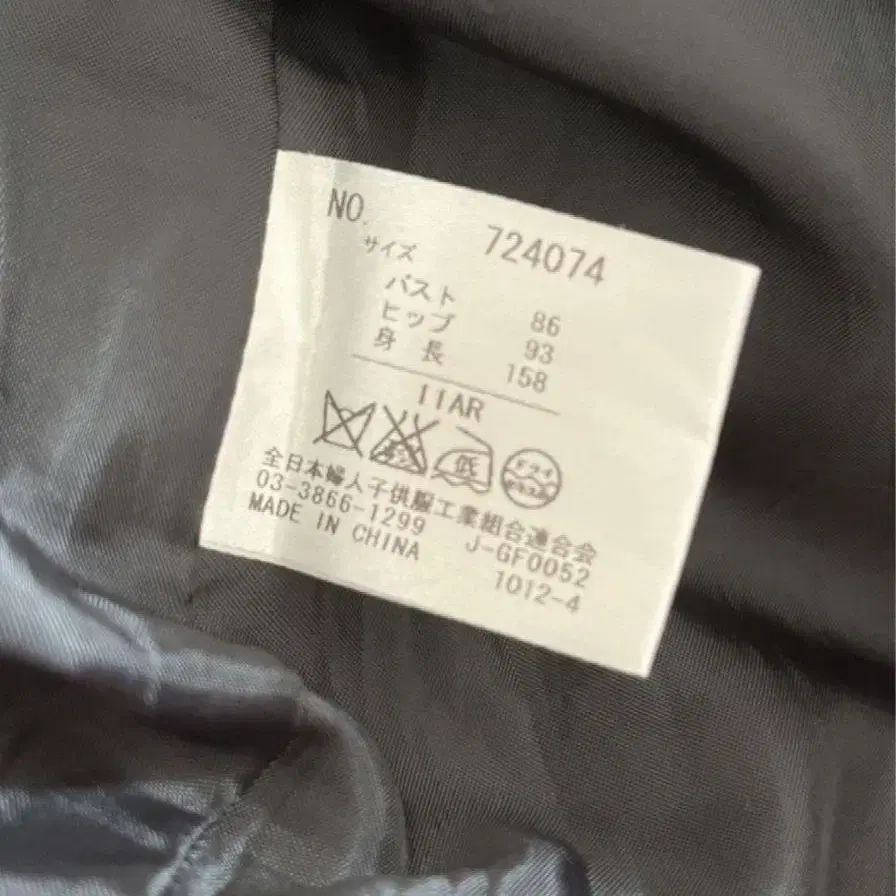 NO. 724074
サイズ
バスト 86
ヒップ 93
身長 158
11AR
低 ドライ
全日本婦人子供服工業組合連合会
03-3866-1299 J-GF0052
MADE IN CHINA 1012-4